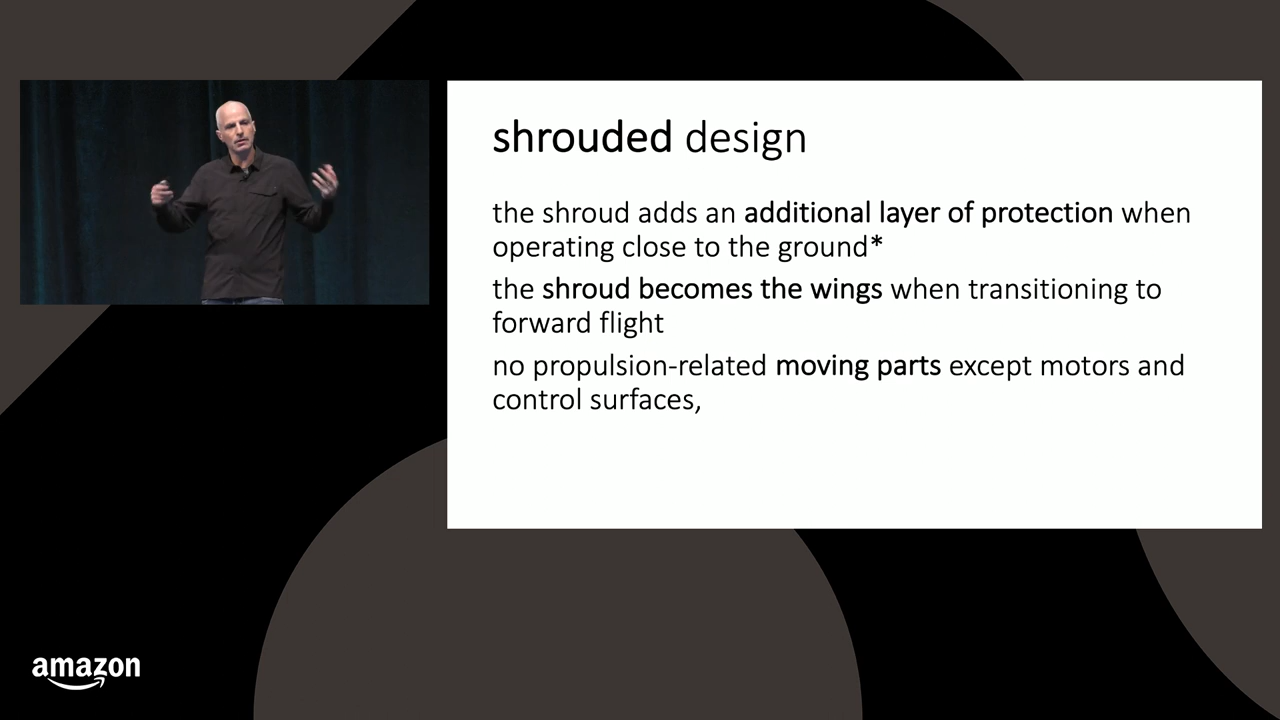 shrouded design
the shroud adds an additional layer of protection when
operating close to the ground*
the shroud becomes the wings when transitioning to
forward flight
no propulsion-related moving parts except motors and
control surfaces,
amazon